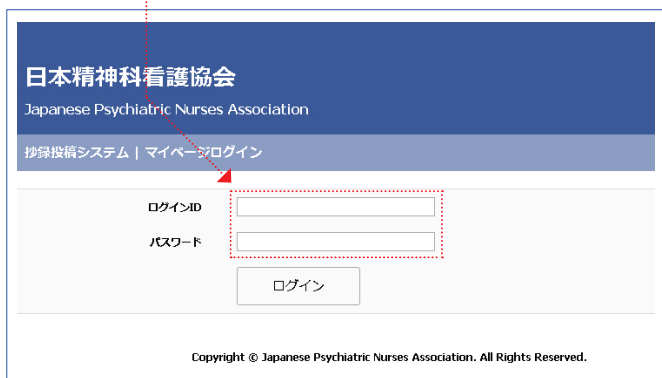 日本精神科看護協会
Japanese Psychiatric Nurses Association
抄録投稿システム | マイページログイン
ログインID
パスワード
ログイン
Copyright © Japanese Psychiatric Nurses Association. All Rights Reserved.